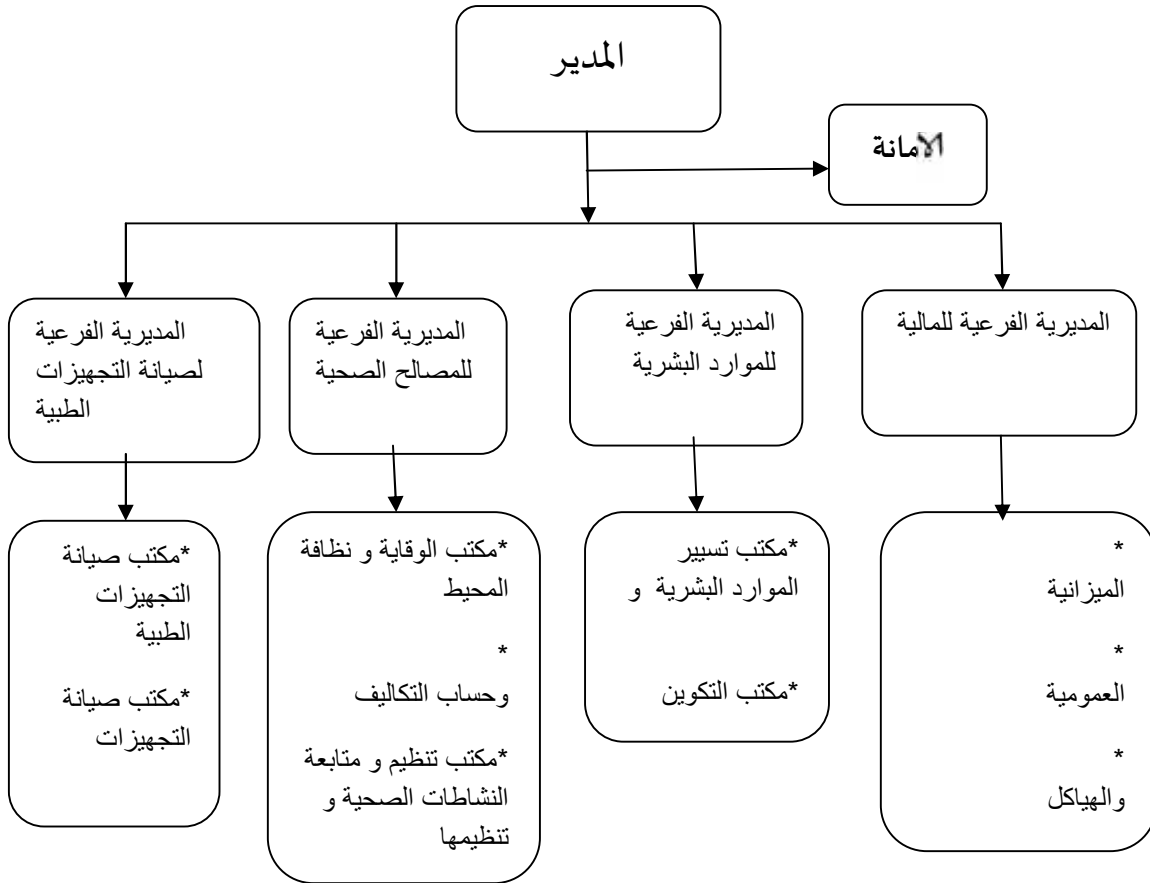 المدير
الامانة
المديرية الفرعية للمالية
المديرية الفرعية
للموارد البشرية
المديرية الفرعية
للمصالح الصحية
المديرية الفرعية
لصيانة التجهيزات
الطبية
*
الميزانية
*
العمومية
*
والهياكل
*مكتب تسيير
الموارد البشرية و
*مكتب التكوين
*مكتب الوقاية و نظافة
المحيط
*
وحساب التكاليف
*مكتب تنظيم و متابعة
النشاطات الصحية و
تنظيمها
*مكتب صيانة
التجهيزات
الطبية
*مكتب صيانة
التجهيزات